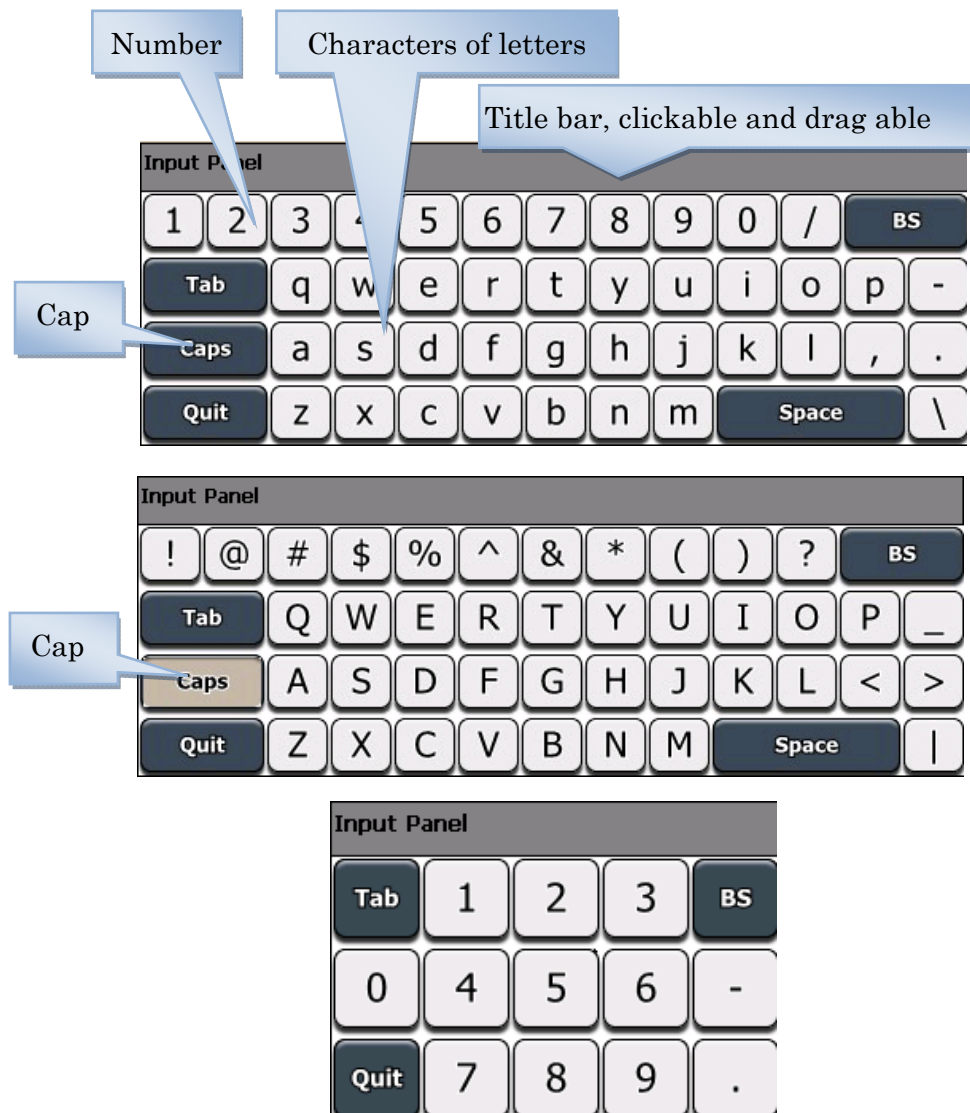 Number Characters of letters
Title bar, clickable and drag able
Input Panel
1 2 3 4 5 6 7 8 9 0 / BS
Tab q w e r t y u i o p -
Cap
Caps a s d f g h j k l , .
Quit z x c v b n m Space \
Input Panel
! @ # $ % ^ & * ( ) ? BS
Tab Q W E R T Y U I O P _
Cap
Caps A S D F G H J K L < >
Quit Z X C V B N M Space |
Input Panel
Tab 1 2 3 BS
0 4 5 6 -
Quit 7 8 9 .